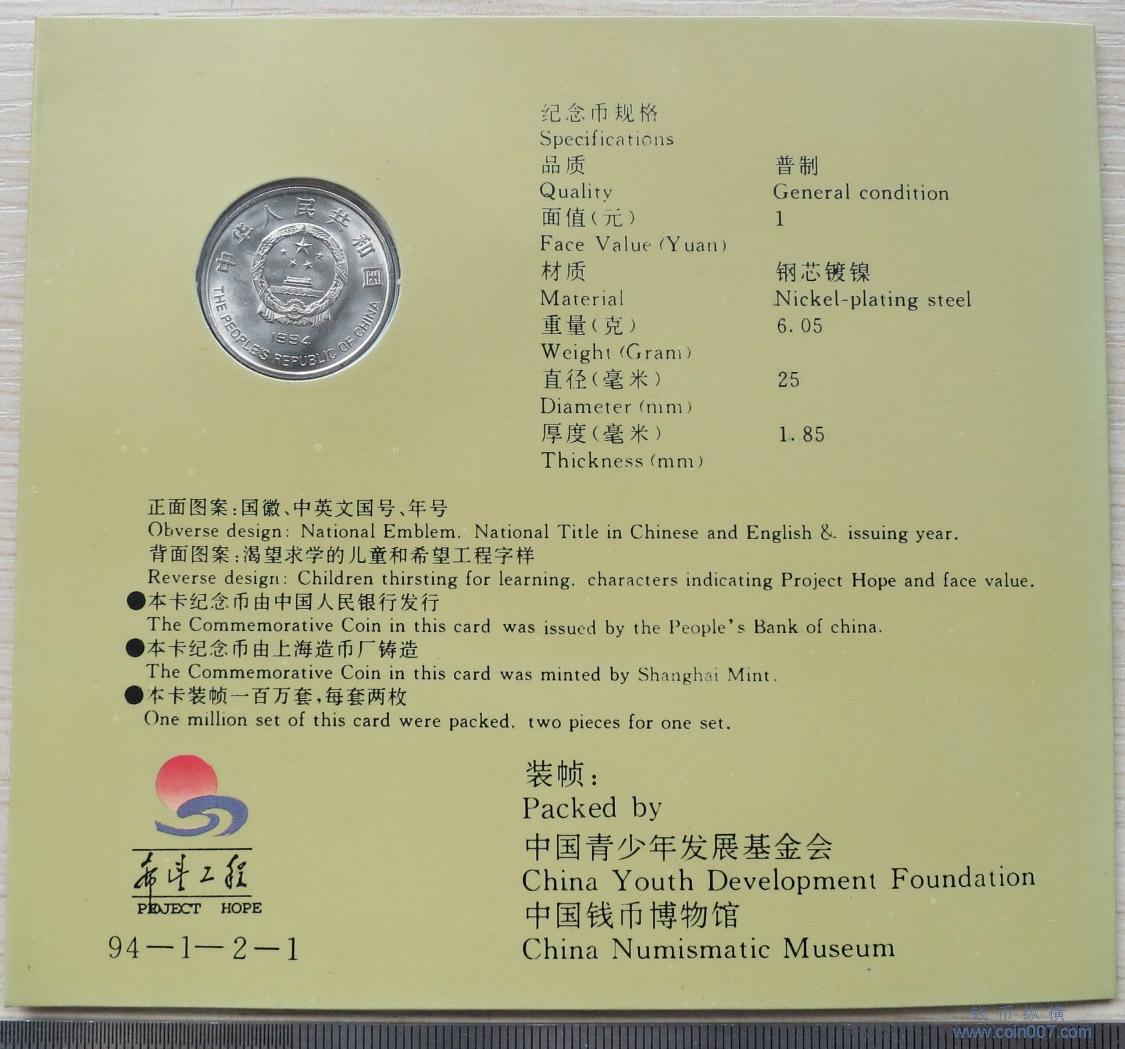 纪念币规格
Specifications
品质 普制
Quality General condition
面值(元) 1
Face Value (Yuan)
材质 钢芯镀镍
Material Nickel-plating steel
重量(克) 6.05
Weight (Gram)
直径(毫米) 25
Diameter (mm)
厚度(毫米) 1.85
Thickness (mm)
中华人民共和国
1994
THE PEOPLE'S REPUBLIC OF CHINA
正面图案:国徽、中英文国号、年号
Obverse design: National Emblem, National Title in Chinese and English & issuing year.
背面图案:渴望求学的儿童和希望工程字样
Reverse design: Children thirsting for learning, characters indicating Project Hope and face value.
●本卡纪念币由中国人民银行发行
The Commemorative Coin in this card was issued by the People's Bank of china.
●本卡纪念币由上海造币厂铸造
The Commemorative Coin in this card was minted by Shanghai Mint.
●本卡装帧一百万套,每套两枚
One million set of this card were packed, two pieces for one set.
希望工程
PROJECT HOPE
94—1—2—1
装帧:
Packed by
中国青少年发展基金会
China Youth Development Foundation
中国钱币博物馆
China Numismatic Museum
钱币纵横
www.coin007.com